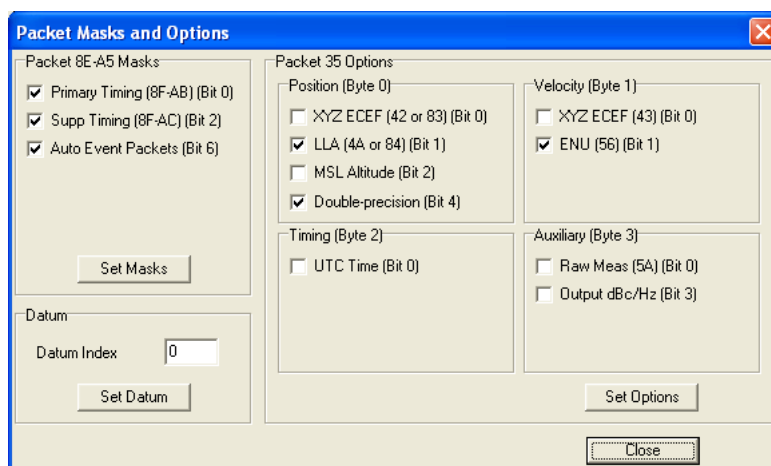 Packet Masks and Options
Packet 8E-A5 Masks
Primary Timing (8F-AB) (Bit 0)
Supp Timing (8F-AC) (Bit 2)
Auto Event Packets (Bit 6)
Set Masks
Datum
Datum Index
0
Set Datum
Packet 35 Options
Position (Byte 0)
XYZ ECEF (42 or 83) (Bit 0)
LLA (4A or 84) (Bit 1)
MSL Altitude (Bit 2)
Double-precision (Bit 4)
Velocity (Byte 1)
XYZ ECEF (43) (Bit 0)
ENU (56) (Bit 1)
Timing (Byte 2)
UTC Time (Bit 0)
Auxiliary (Byte 3)
Raw Meas (5A) (Bit 0)
Output dBc/Hz (Bit 3)
Set Options
Close